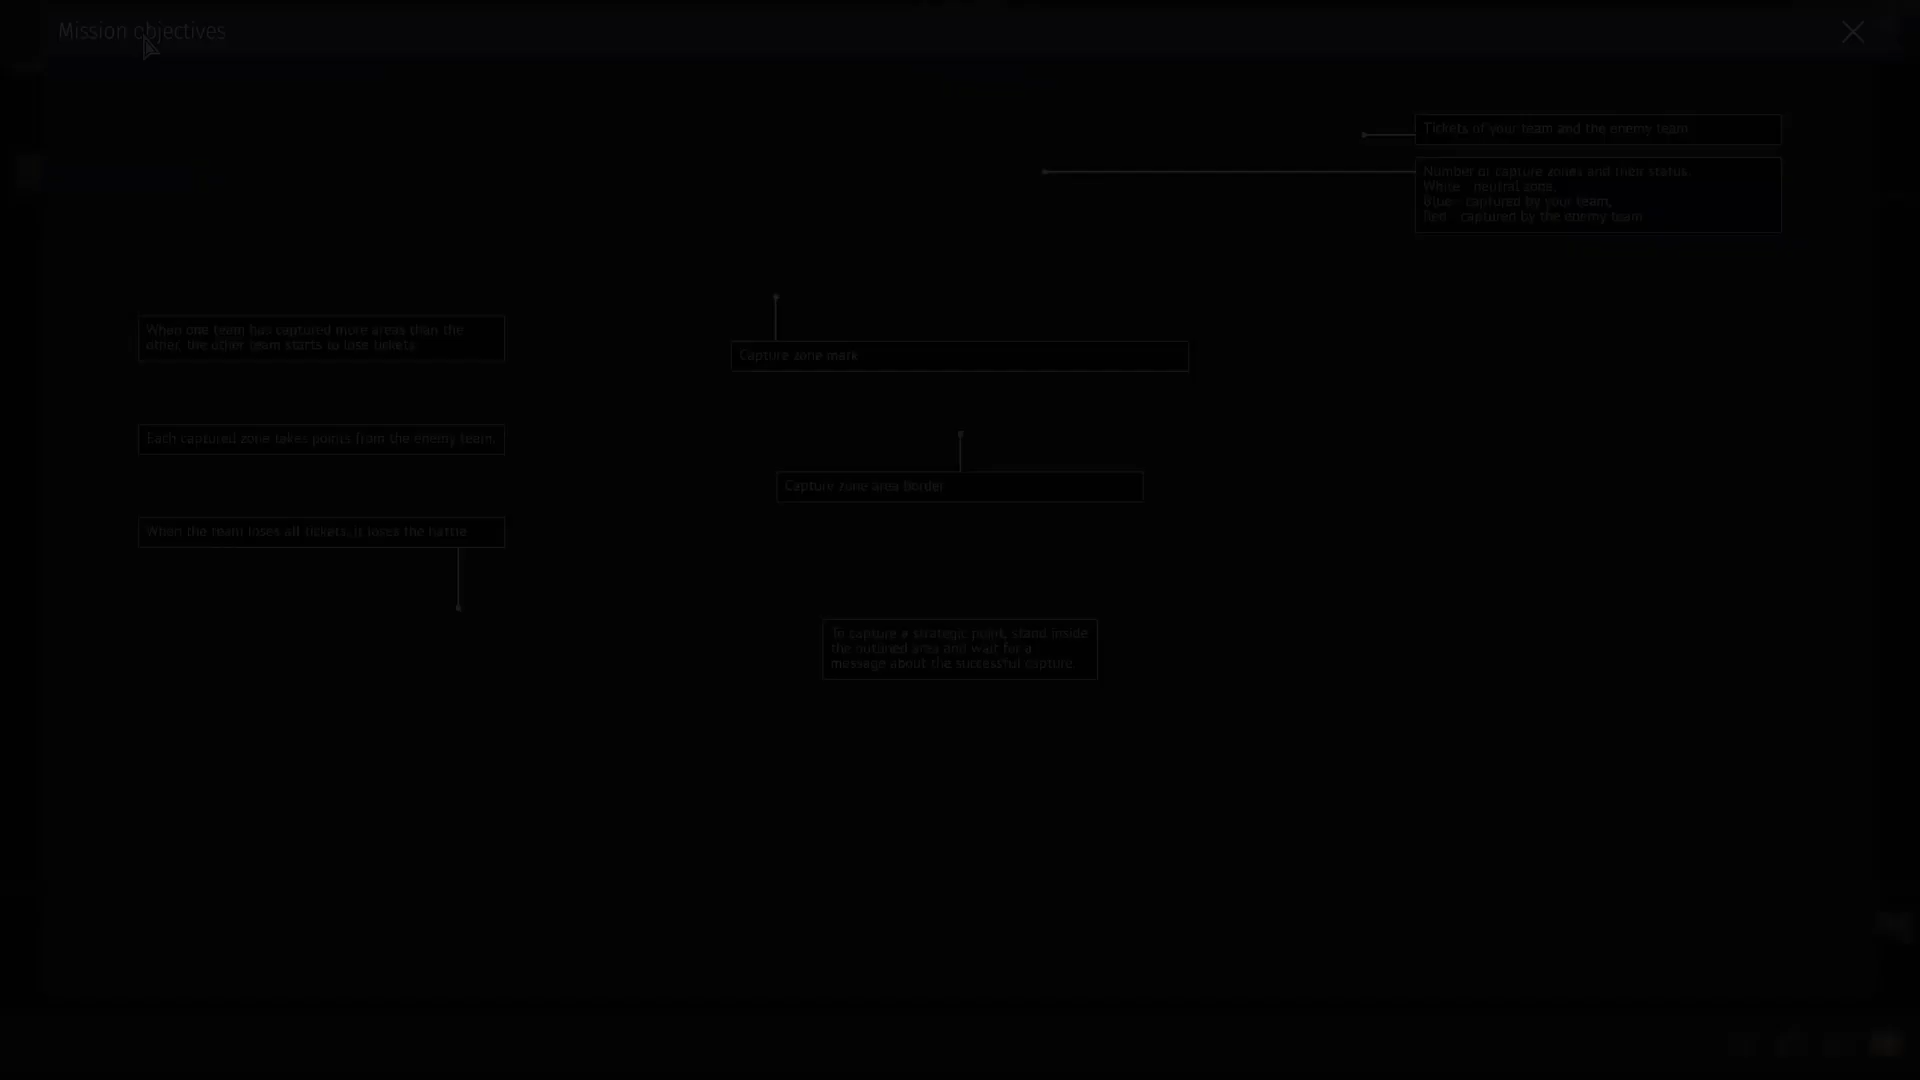 Mission objectives
Tickets of your team and the enemy team
Number of capture zones and their status.
White - neutral zone,
Blue - captured by your team,
Red - captured by the enemy team
When one team has captured more areas than the
other, the other team starts to lose tickets.
Capture zone mark
Each captured zone takes points from the enemy team.
Capture zone area Border
When the team loses all tickets, it loses the battle
To capture a strategic point, stand inside
the outlined area and wait for a
message about the successful capture